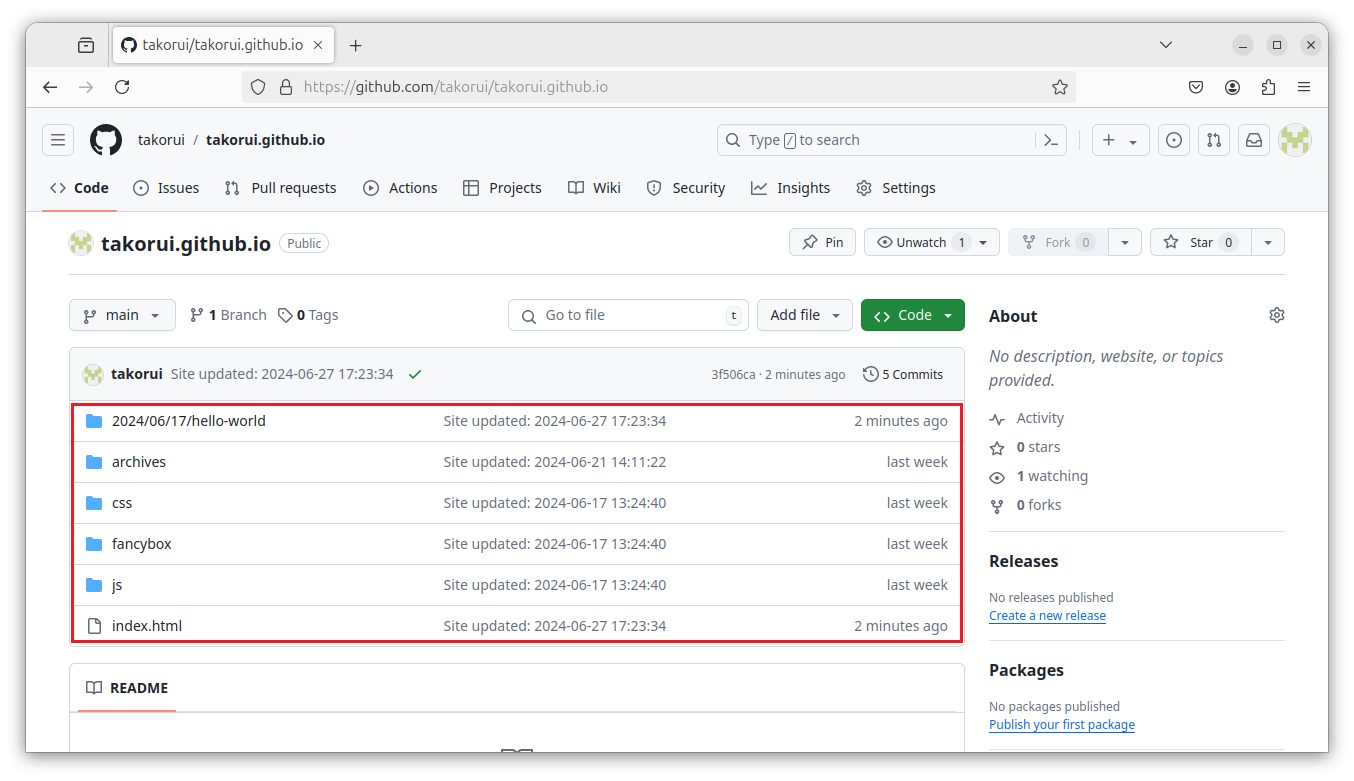 takorui/takorui.github.io
https://github.com/takorui/takorui.github.io
takorui / takorui.github.io
Type / to search
Code Issues Pull requests Actions Projects Wiki Security Insights Settings
takorui.github.io Public
Pin Unwatch 1 Fork 0 Star 0
main 1 Branch 0 Tags
Go to file t
Add file Code
About
No description, website, or topics
provided.
takorui Site updated: 2024-06-27 17:23:34 3f506ca · 2 minutes ago 5 Commits
2024/06/17/hello-world Site updated: 2024-06-27 17:23:34 2 minutes ago
archives Site updated: 2024-06-21 14:11:22 last week
css Site updated: 2024-06-17 13:24:40 last week
fancybox Site updated: 2024-06-17 13:24:40 last week
js Site updated: 2024-06-17 13:24:40 last week
index.html Site updated: 2024-06-27 17:23:34 2 minutes ago
README
Activity
0 stars
1 watching
0 forks
Releases
No releases published
Create a new release
Packages
No packages published
Publish your first package